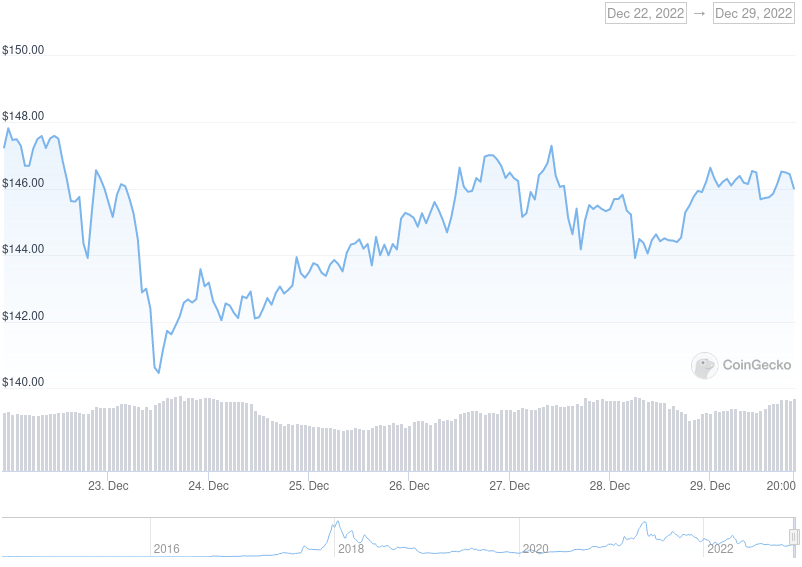 Dec 22, 2022 → Dec 29, 2022
$150.00
$148.00
$146.00
$144.00
$142.00
$140.00
CoinGecko
23. Dec 24. Dec 25. Dec 26. Dec 27. Dec 28. Dec 29. Dec 20:00
2016 2018 2020 2022